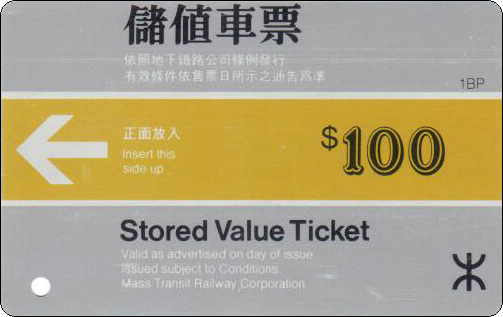 儲值車票
依照地下鐵路公司條例發行
有效條件依售票日所示之通告爲準
1BP
正面放入
Insert this
side up
$100
Stored Value Ticket
Valid as advertised on day of issue.
Issued subject to Conditions.
Mass Transit Railway Corporation